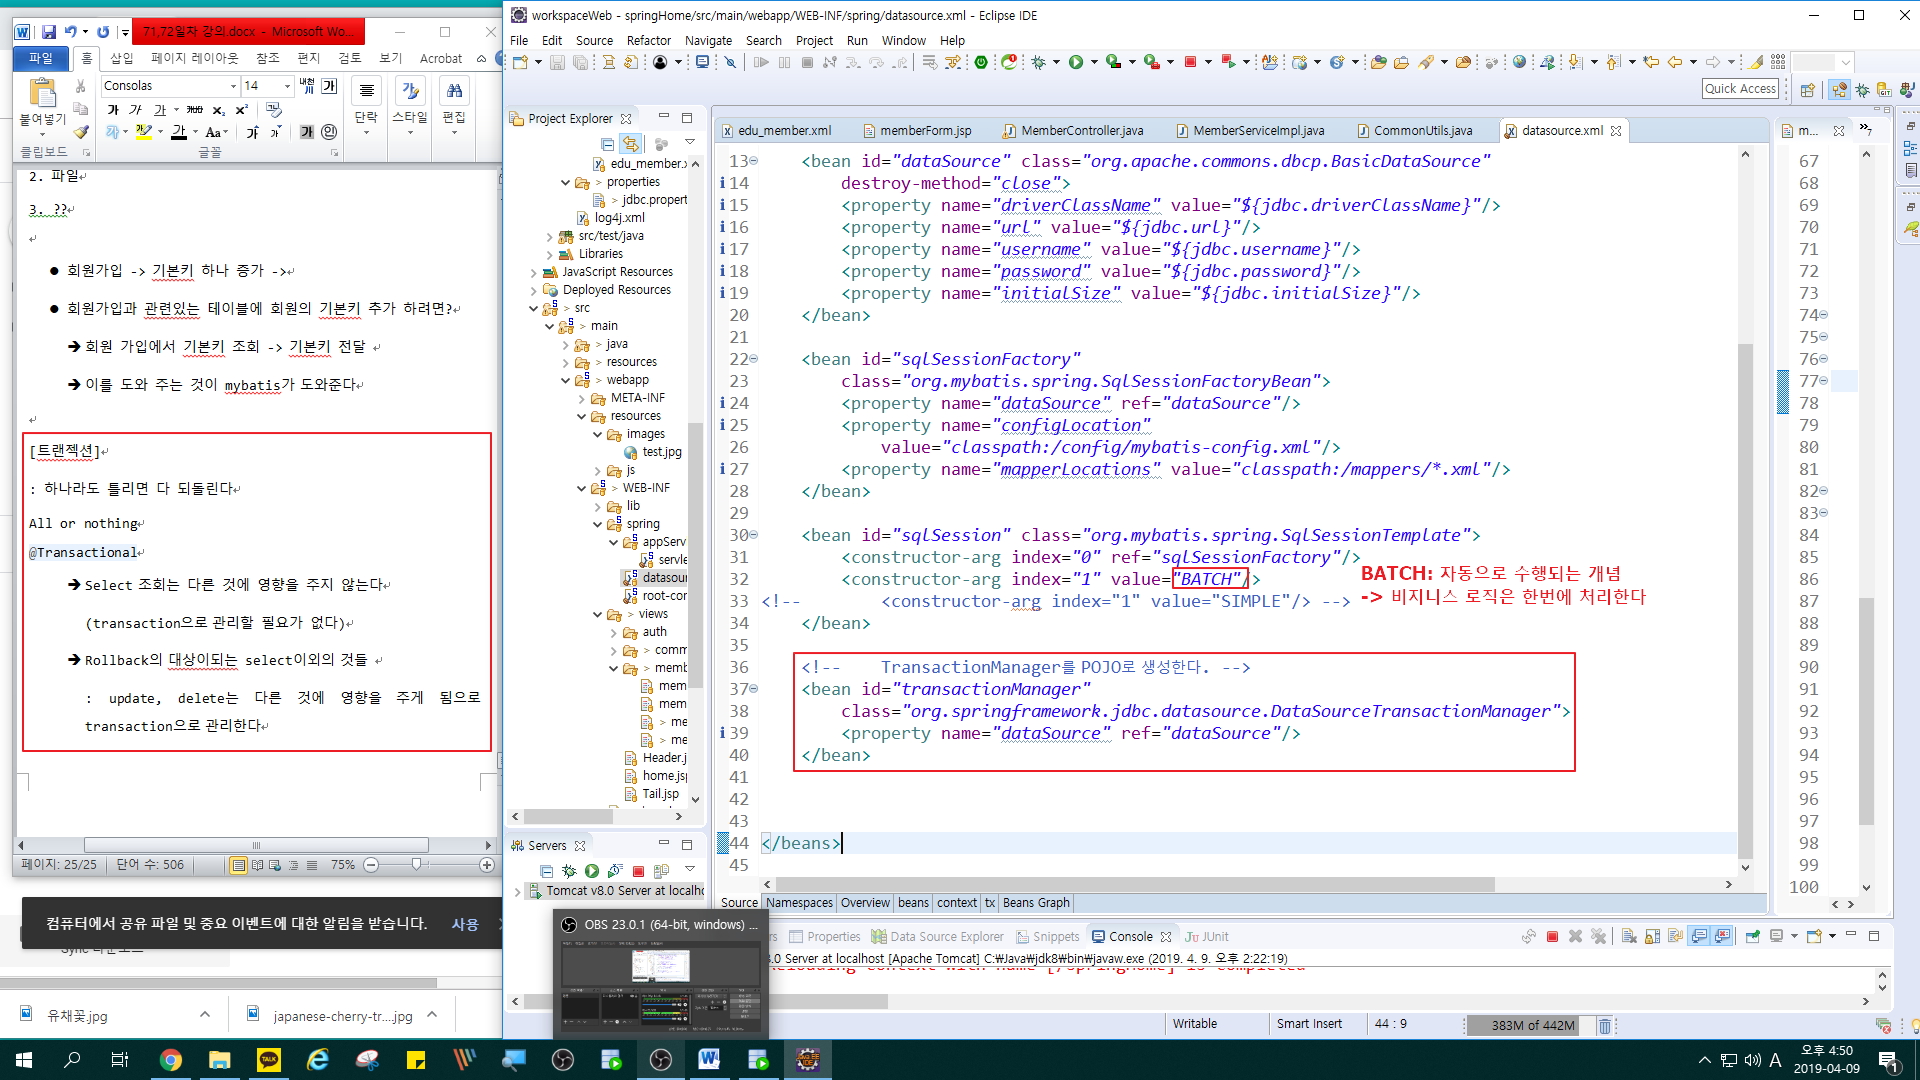 71,72일차 강의.docx - Microsoft Wo...
파일 홈 삽입 페이지 레이아웃 참조 편지 검토 보기 Acrobat
Consolas 14
붙여넣기 단락 스타일 편집
클립보드 글꼴
2. 파일
3. ??
● 회원가입 -> 기본키 하나 증가 ->
● 회원가입과 관련있는 테이블에 회원의 기본키 추가 하려면?
➔ 회원 가입에서 기본키 조회 -> 기본키 전달
➔ 이를 도와 주는 것이 mybatis가 도와준다
[트랜젝션]
: 하나라도 틀리면 다 되돌린다
All or nothing
@Transactional
➔ Select 조회는 다른 것에 영향을 주지 않는다
(transaction으로 관리할 필요가 없다)
➔ Rollback의 대상이되는 select이외의 것들
: update, delete는 다른 것에 영향을 주게 됨으로
transaction으로 관리한다
페이지: 25/25 단어 수: 506 75%
컴퓨터에서 공유 파일 및 중요 이벤트에 대한 알림을 받습니다. 사용
유채꽃.jpg japanese-cherry-tr....jpg
workspaceWeb - springHome/src/main/webapp/WEB-INF/spring/datasource.xml - Eclipse IDE
File Edit Source Refactor Navigate Search Project Run Window Help
Quick Access
Project Explorer
edu_member.x
properties
jdbc.propert
log4j.xml
src/test/java
Libraries
JavaScript Resources
Deployed Resources
src
main
java
resources
webapp
META-INF
resources
images
test.jpg
js
WEB-INF
lib
spring
appServ
servle
datasour
root-con
views
auth
comm
memb
mem
mem
me
me
Header.j
home.jsp
Tail.jsp
Servers
Tomcat v8.0 Server at localho
edu_member.xml memberForm.jsp MemberController.java MemberServiceImpl.java CommonUtils.java datasource.xml m... »7
13 <bean id="dataSource" class="org.apache.commons.dbcp.BasicDataSource"
14 destroy-method="close">
15 <property name="driverClassName" value="${jdbc.driverClassName}"/>
16 <property name="url" value="${jdbc.url}"/>
17 <property name="username" value="${jdbc.username}"/>
18 <property name="password" value="${jdbc.password}"/>
19 <property name="initialSize" value="${jdbc.initialSize}"/>
20 </bean>
21
22 <bean id="sqlSessionFactory"
23 class="org.mybatis.spring.SqlSessionFactoryBean">
24 <property name="dataSource" ref="dataSource"/>
25 <property name="configLocation"
26 value="classpath:/config/mybatis-config.xml"/>
27 <property name="mapperLocations" value="classpath:/mappers/*.xml"/>
28 </bean>
29
30 <bean id="sqlSession" class="org.mybatis.spring.SqlSessionTemplate">
31 <constructor-arg index="0" ref="sqlSessionFactory"/>
32 <constructor-arg index="1" value="BATCH"/>
33 <!-- <constructor-arg index="1" value="SIMPLE"/> -->
34 </bean>
35
36 <!-- TransactionManager를 POJO로 생성한다. -->
37 <bean id="transactionManager"
38 class="org.springframework.jdbc.datasource.DataSourceTransactionManager">
39 <property name="dataSource" ref="dataSource"/>
40 </bean>
41
42
43
44 </beans>
45
BATCH: 자동으로 수행되는 개념
-> 비지니스 로직은 한번에 처리한다
67
68
69
70
71
72
73
74
75
76
77
78
79
80
81
82
83
84
85
86
87
88
89
90
91
92
93
94
95
96
97
98
99
100
Source Namespaces Overview beans context tx Beans Graph
rs Properties Data Source Explorer Snippets Console JUnit
.0 Server at localhost [Apache Tomcat] C:₩Java₩jdk8₩bin₩javaw.exe (2019. 4. 9. 오후 2:22:19)
Reloading Context with name [/springHome] is completed
Writable Smart Insert 44 : 9 383M of 442M
OBS 23.0.1 (64-bit, windows) ...
TALK
A 오후 4:50
2019-04-09
1